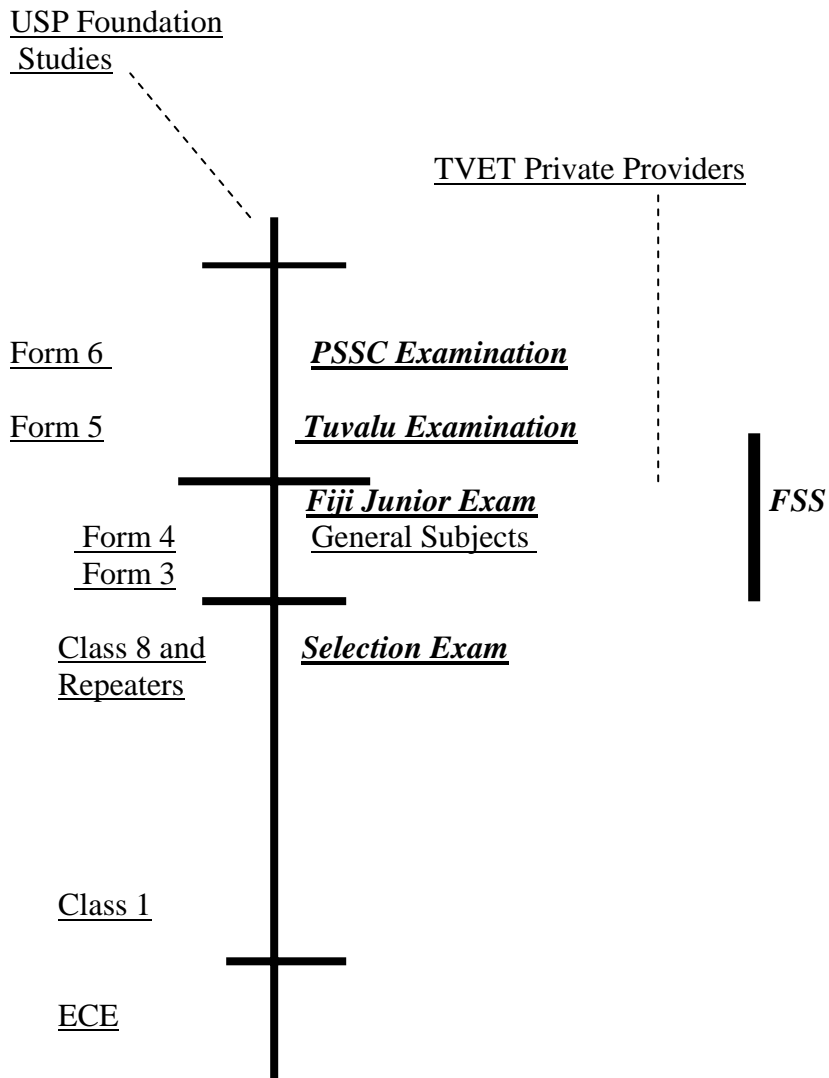 USP Foundation
Studies
TVET Private Providers
Form 6
PSSC Examination
Form 5
Tuvalu Examination
Fiji Junior Exam
FSS
Form 4
General Subjects
Form 3
Class 8 and
Repeaters
Selection Exam
Class 1
ECE